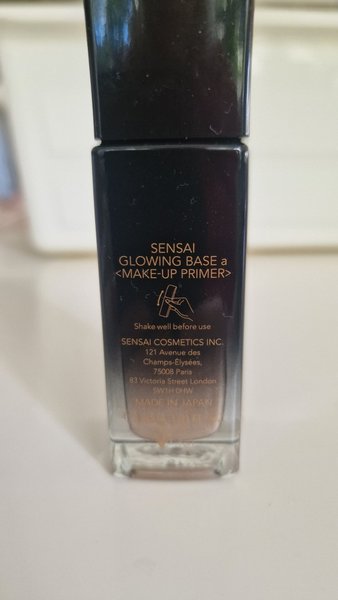 SENSAI
GLOWING BASE a
<MAKE-UP PRIMER>
Shake well before use
SENSAI COSMETICS INC.
121 Avenue des
Champs-Élysées,
75008 Paris
83 Victoria Street London
SW1H 0HW
MADE IN JAPAN